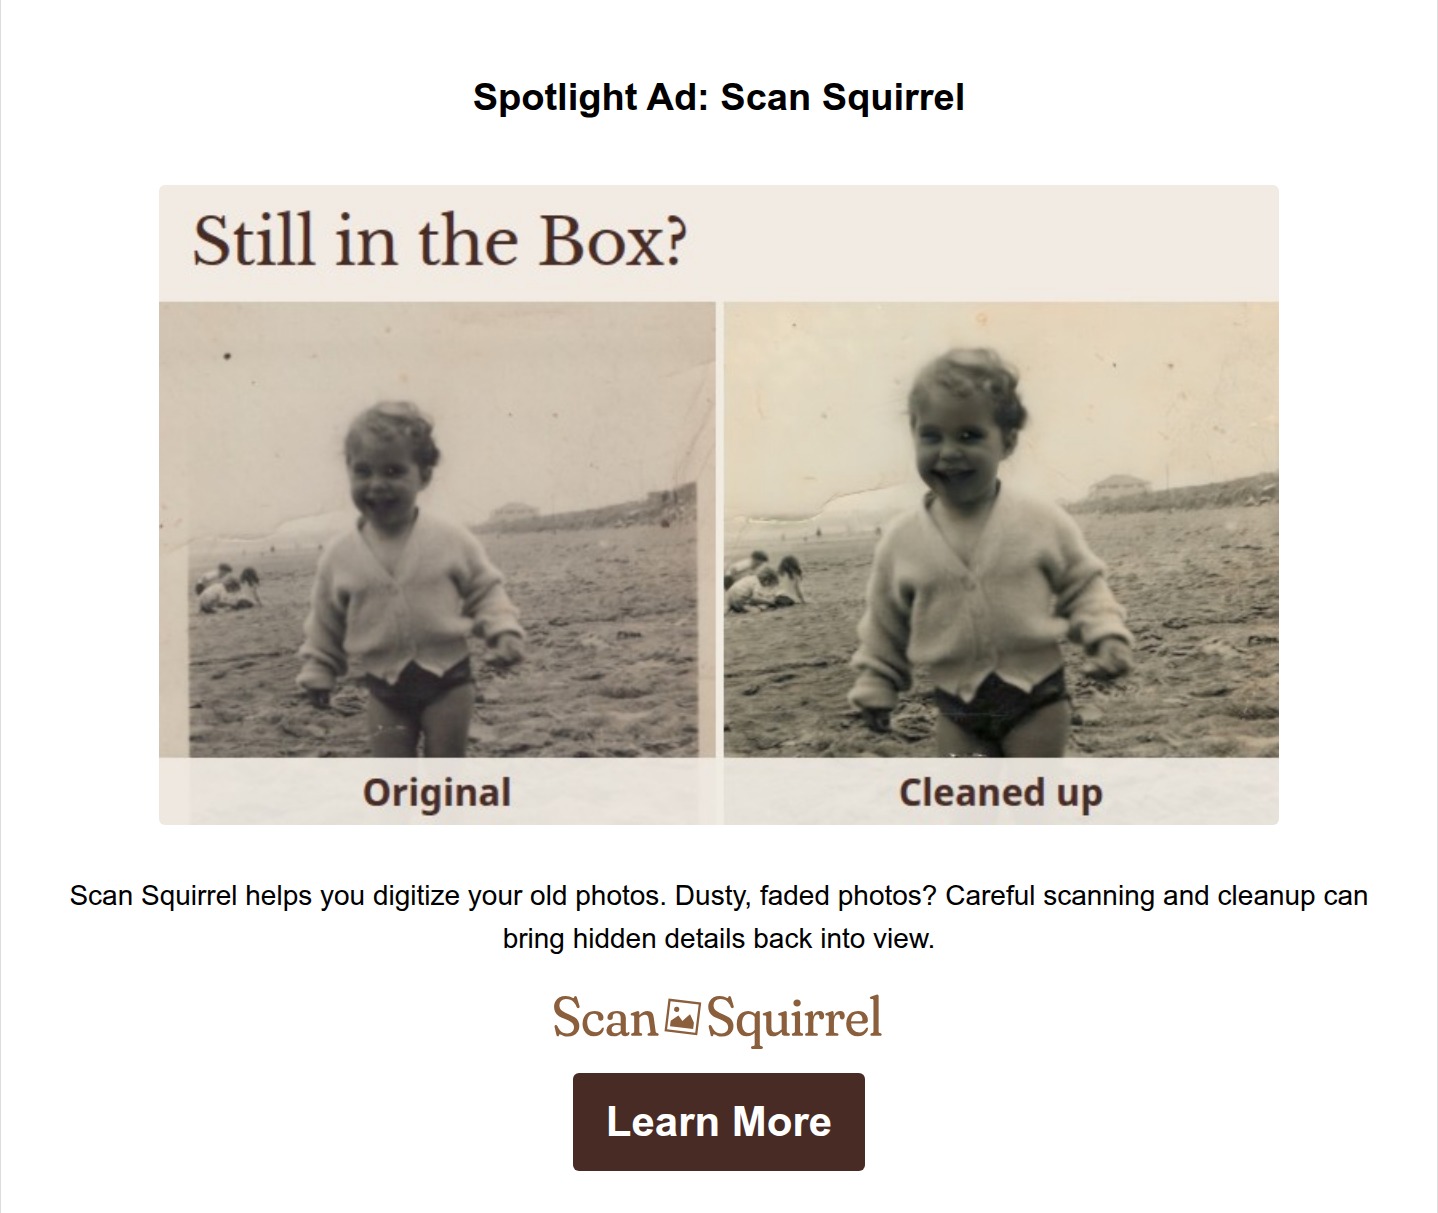 Spotlight Ad: Scan Squirrel
Still in the Box?
Original
Cleaned up
Scan Squirrel helps you digitize your old photos. Dusty, faded photos? Careful scanning and cleanup can
bring hidden details back into view.
Scan Squirrel
Learn More